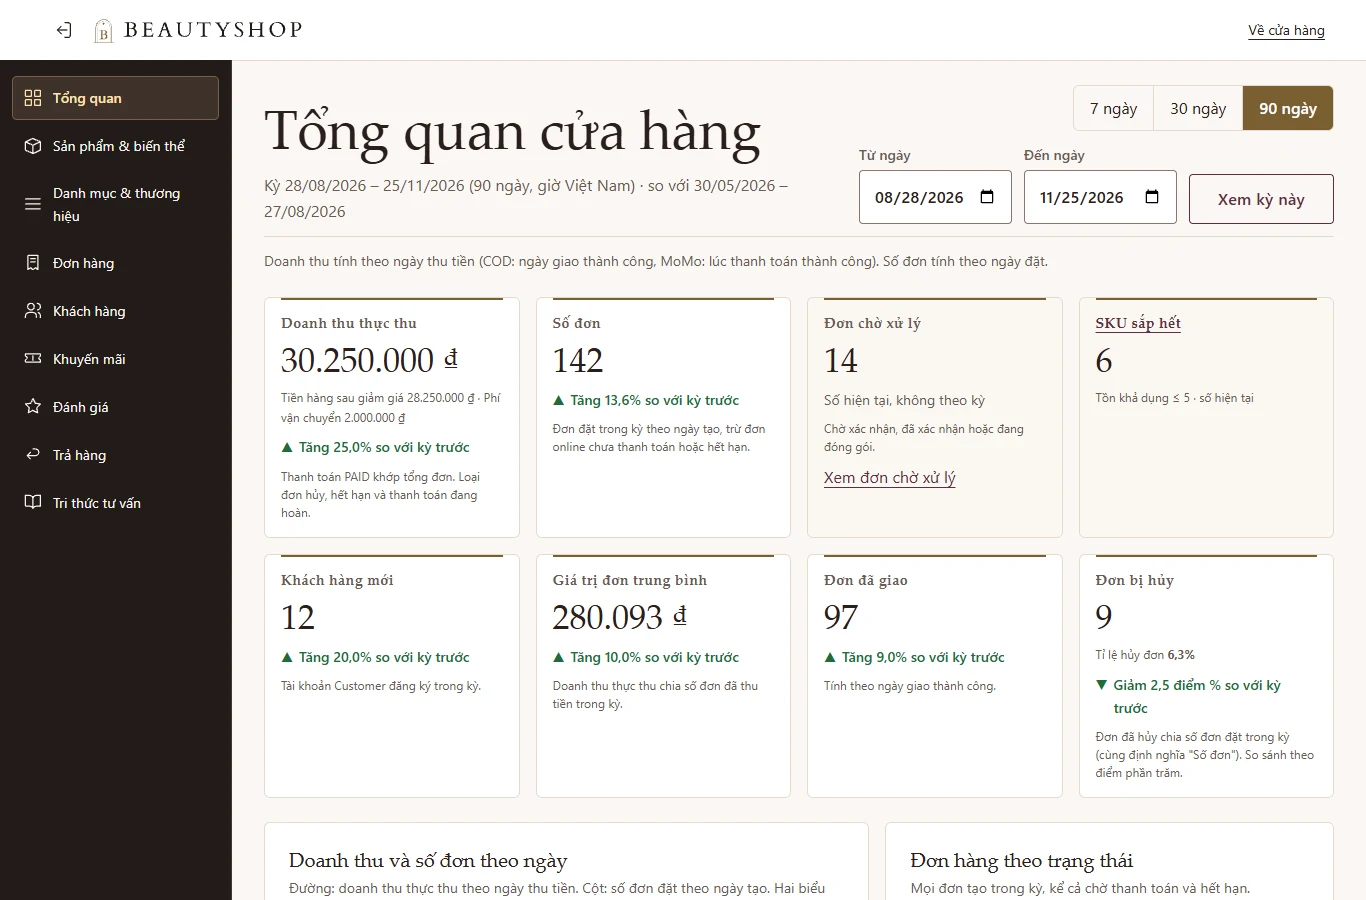 BEAUTYSHOP
Về cửa hàng
Tổng quan
Sản phẩm & biến thể
Danh mục & thương
hiệu
Đơn hàng
Khách hàng
Khuyến mãi
Đánh giá
Trả hàng
Tri thức tư vấn
Tổng quan cửa hàng
Kỳ 28/08/2026 – 25/11/2026 (90 ngày, giờ Việt Nam) · so với 30/05/2026 –
27/08/2026
7 ngày
30 ngày
90 ngày
Từ ngày
08/28/2026
Đến ngày
11/25/2026
Xem kỳ này
Doanh thu tính theo ngày thu tiền (COD: ngày giao thành công, MoMo: lúc thanh toán thành công). Số đơn tính theo ngày đặt.
Doanh thu thực thu
30.250.000 ₫
Tiền hàng sau giảm giá 28.250.000 ₫ · Phí
vận chuyển 2.000.000 ₫
▲ Tăng 25,0% so với kỳ trước
Thanh toán PAID khớp tổng đơn. Loại
đơn hủy, hết hạn và thanh toán đang
hoàn.
Số đơn
142
▲ Tăng 13,6% so với kỳ trước
Đơn đặt trong kỳ theo ngày tạo, trừ đơn
online chưa thanh toán hoặc hết hạn.
Đơn chờ xử lý
14
Số hiện tại, không theo kỳ
Chờ xác nhận, đã xác nhận hoặc đang
đóng gói.
Xem đơn chờ xử lý
SKU sắp hết
6
Tồn khả dụng ≤ 5 · số hiện tại
Khách hàng mới
12
▲ Tăng 20,0% so với kỳ trước
Tài khoản Customer đăng ký trong kỳ.
Giá trị đơn trung bình
280.093 ₫
▲ Tăng 10,0% so với kỳ trước
Doanh thu thực thu chia số đơn đã thu
tiền trong kỳ.
Đơn đã giao
97
▲ Tăng 9,0% so với kỳ trước
Tính theo ngày giao thành công.
Đơn bị hủy
9
Tỉ lệ hủy đơn 6,3%
▼ Giảm 2,5 điểm % so với kỳ
trước
Đơn đã hủy chia số đơn đặt trong kỳ
(cùng định nghĩa "Số đơn"). So sánh theo
điểm phần trăm.
Doanh thu và số đơn theo ngày
Đường: doanh thu thực thu theo ngày thu tiền. Cột: số đơn đặt theo ngày tạo. Hai biểu
Đơn hàng theo trạng thái
Mọi đơn tạo trong kỳ, kể cả chờ thanh toán và hết hạn.